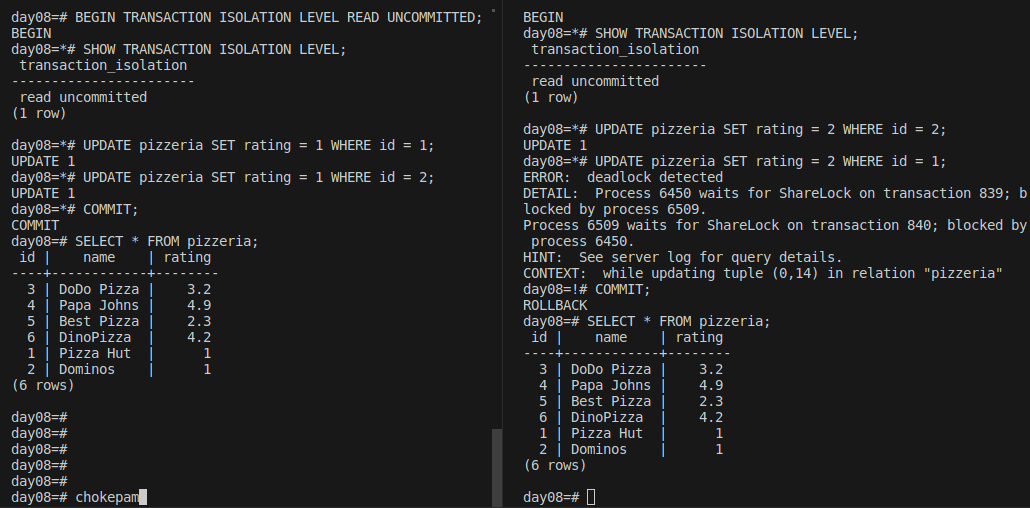 day08=# BEGIN TRANSACTION ISOLATION LEVEL READ UNCOMMITTED;
BEGIN
day08=*# SHOW TRANSACTION ISOLATION LEVEL;
 transaction_isolation
-----------------------
 read uncommitted
(1 row)

day08=*# UPDATE pizzeria SET rating = 1 WHERE id = 1;
UPDATE 1
day08=*# UPDATE pizzeria SET rating = 1 WHERE id = 2;
UPDATE 1
day08=*# COMMIT;
COMMIT
day08=# SELECT * FROM pizzeria;
 id |    name    | rating
----+------------+--------
  3 | DoDo Pizza |    3.2
  4 | Papa Johns |    4.9
  5 | Best Pizza |    2.3
  6 | DinoPizza  |    4.2
  1 | Pizza Hut  |      1
  2 | Dominos    |      1
(6 rows)

day08=#
day08=#
day08=#
day08=#
day08=#
day08=# chokepam
BEGIN
day08=*# SHOW TRANSACTION ISOLATION LEVEL;
 transaction_isolation
-----------------------
 read uncommitted
(1 row)

day08=*# UPDATE pizzeria SET rating = 2 WHERE id = 2;
UPDATE 1
day08=*# UPDATE pizzeria SET rating = 2 WHERE id = 1;
ERROR:  deadlock detected
DETAIL:  Process 6450 waits for ShareLock on transaction 839; b
locked by process 6509.
Process 6509 waits for ShareLock on transaction 840; blocked by
 process 6450.
HINT:  See server log for query details.
CONTEXT:  while updating tuple (0,14) in relation "pizzeria"
day08=!# COMMIT;
ROLLBACK
day08=# SELECT * FROM pizzeria;
 id |    name    | rating
----+------------+--------
  3 | DoDo Pizza |    3.2
  4 | Papa Johns |    4.9
  5 | Best Pizza |    2.3
  6 | DinoPizza  |    4.2
  1 | Pizza Hut  |      1
  2 | Dominos    |      1
(6 rows)

day08=#